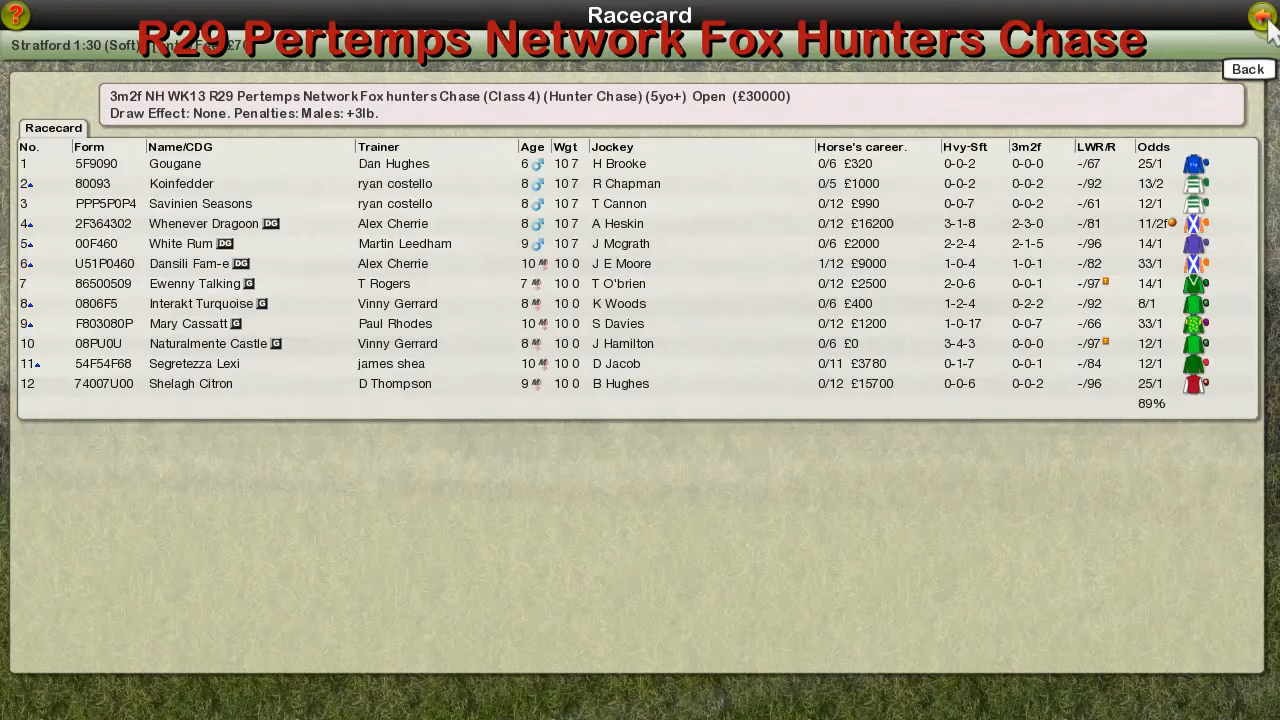 Racecard
R29 Pertemps Network Fox Hunters Chase
Stratford 1:30 (Soft)
Back
3m2f NH WK13 R29 Pertemps Network Fox hunters Chase (Class 4) (Hunter Chase) (5yo+) Open (£30000)
Draw Effect: None. Penalties: Males: +3lb.
Racecard
No. Form Name/CDG Trainer Age Wgt Jockey Horse's career. Hvy-Sft 3m2f LWR/R Odds
1 5F9090 Gougane Dan Hughes 6 10 7 H Brooke 0/6 £320 0-0-2 0-0-0 -/67 25/1
2 80093 Koinfedder ryan costello 8 10 7 R Chapman 0/5 £1000 0-0-2 0-0-2 -/92 13/2
3 PPP5P0P4 Savinien Seasons ryan costello 8 10 7 T Cannon 0/12 £990 0-0-7 0-0-2 -/61 12/1
4 2F364302 Whenever Dragoon DG Alex Cherrie 8 10 7 A Heskin 0/12 £16200 3-1-8 2-3-0 -/81 11/2f
5 00F460 White Rum DG Martin Leedham 9 10 7 J Mcgrath 0/6 £2000 2-2-4 2-1-5 -/96 14/1
6 U51P0460 Dansili Fam-e DG Alex Cherrie 10 10 0 J E Moore 1/12 £9000 1-0-4 1-0-1 -/82 33/1
7 86500509 Ewenny Talking G T Rogers 7 10 0 T O'brien 0/12 £2500 2-0-6 0-0-1 -/97 14/1
8 0806F5 Interakt Turquoise G Vinny Gerrard 8 10 0 K Woods 0/6 £400 1-2-4 0-2-2 -/92 8/1
9 F803080P Mary Cassatt G Paul Rhodes 10 10 0 S Davies 0/12 £1200 1-0-17 0-0-7 -/66 33/1
10 08PU0U Naturalmente Castle G Vinny Gerrard 8 10 0 J Hamilton 0/6 £0 3-4-3 0-0-0 -/97 12/1
11 54F54F68 Segretezza Lexi james shea 10 10 0 D Jacob 0/11 £3780 0-1-7 0-0-1 -/84 12/1
12 74007U00 Shelagh Citron D Thompson 9 10 0 B Hughes 0/12 £15700 0-0-6 0-0-2 -/96 25/1
89%